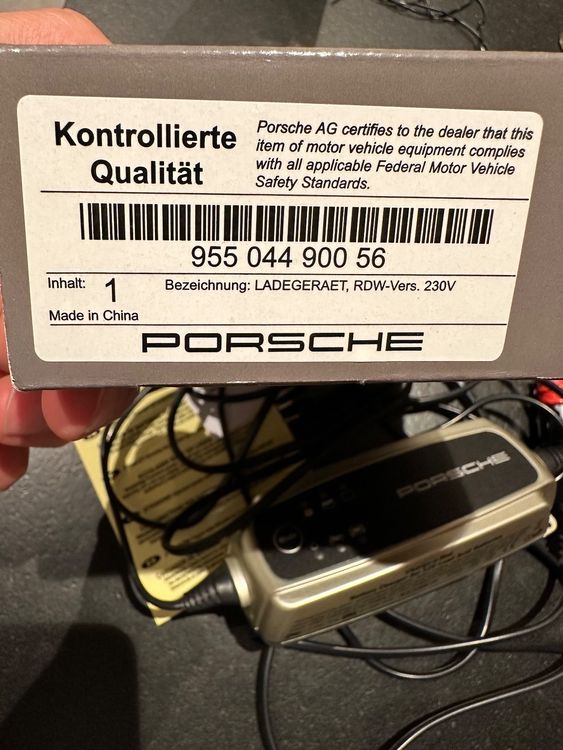 Kontrollierte
Qualität
Porsche AG certifies to the dealer that this
item of motor vehicle equipment complies
with all applicable Federal Motor Vehicle
Safety Standards.
955 044 900 56
Inhalt: 1
Bezeichnung: LADEGERAET, RDW-Vers. 230V
Made in China
PORSCHE
PORSCHE